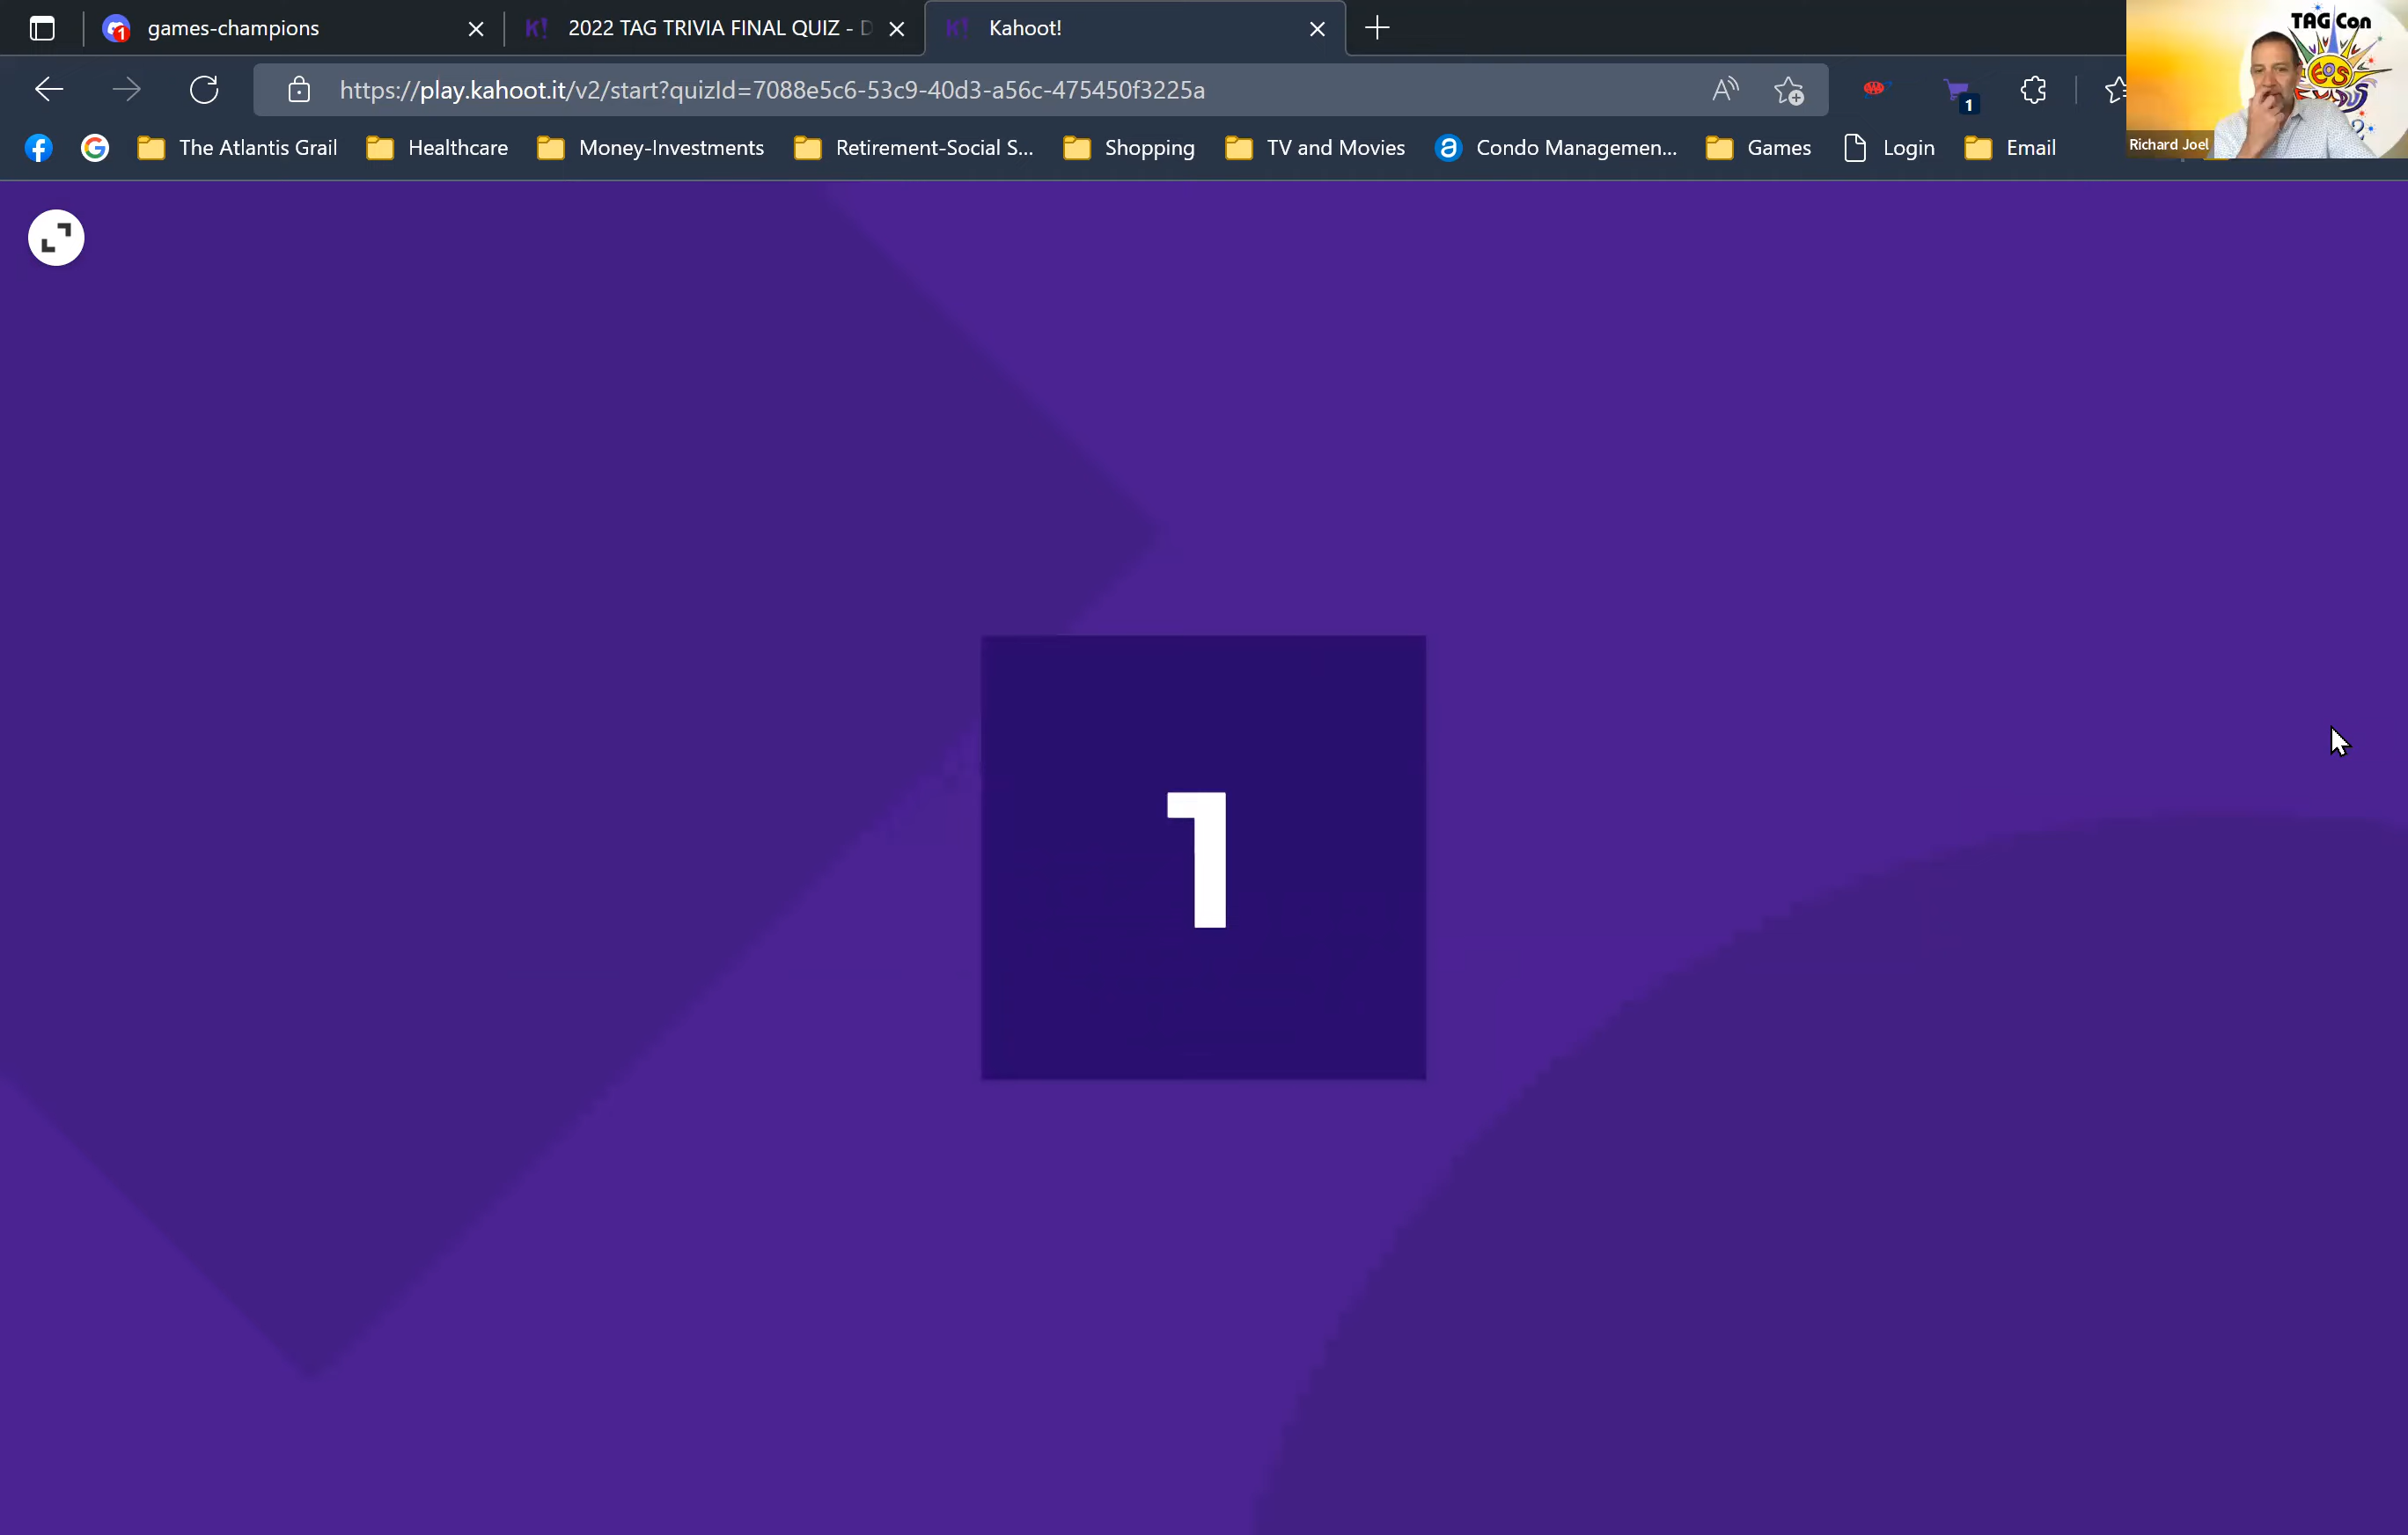 games-champions
K! 2022 TAG TRIVIA FINAL QUIZ - D
K! Kahoot!
https://play.kahoot.it/v2/start?quizId=7088e5c6-53c9-40d3-a56c-475450f3225a
1
The Atlantis Grail
Healthcare
Money-Investments
Retirement-Social S...
Shopping
TV and Movies
Condo Managemen...
Games
Login
Email
TAG Con
EOS
Richard Joel
1